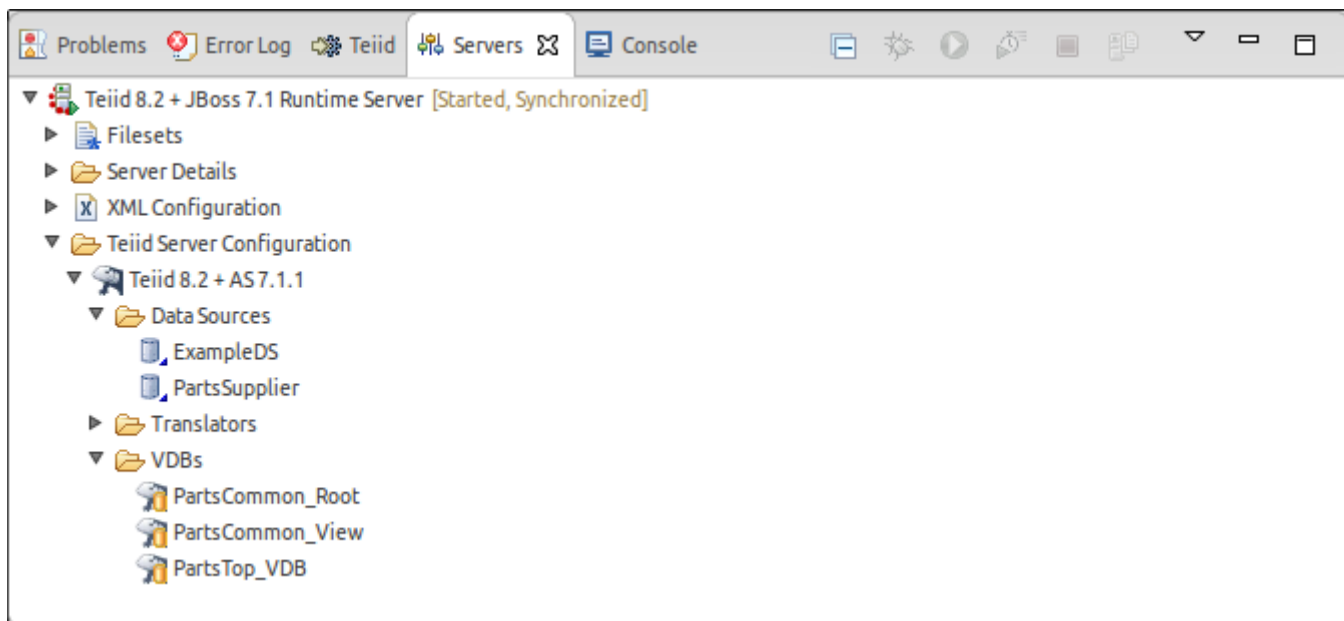 Problems Error Log Teiid Servers Console
Teiid 8.2 + JBoss 7.1 Runtime Server [Started, Synchronized]
Filesets
Server Details
XML Configuration
Teiid Server Configuration
Teiid 8.2 + AS 7.1.1
Data Sources
ExampleDS
PartsSupplier
Translators
VDBs
PartsCommon_Root
PartsCommon_View
PartsTop_VDB